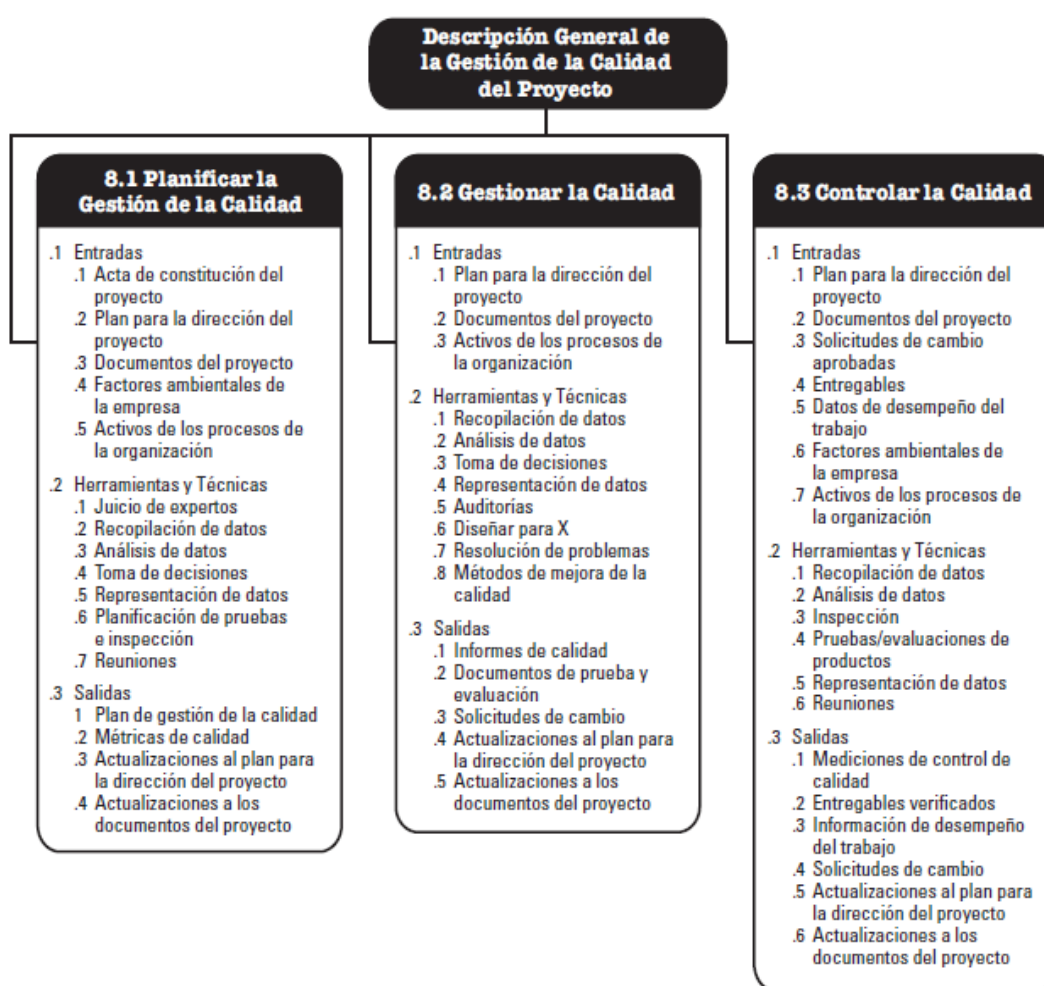 Descripción General de
la Gestión de la Calidad
del Proyecto
8.1 Planificar la
Gestión de la Calidad
.1 Entradas
.1 Acta de constitución del
proyecto
.2 Plan para la dirección del
proyecto
.3 Documentos del proyecto
.4 Factores ambientales de
la empresa
.5 Activos de los procesos de
la organización
.2 Herramientas y Técnicas
.1 Juicio de expertos
.2 Recopilación de datos
.3 Análisis de datos
.4 Toma de decisiones
.5 Representación de datos
.6 Planificación de pruebas
e inspección
.7 Reuniones
.3 Salidas
1 Plan de gestión de la calidad
.2 Métricas de calidad
.3 Actualizaciones al plan para
la dirección del proyecto
.4 Actualizaciones a los
documentos del proyecto
8.2 Gestionar la Calidad
.1 Entradas
.1 Plan para la dirección del
proyecto
.2 Documentos del proyecto
.3 Activos de los procesos de
la organización
.2 Herramientas y Técnicas
.1 Recopilación de datos
.2 Análisis de datos
.3 Toma de decisiones
.4 Representación de datos
.5 Auditorías
.6 Diseñar para X
.7 Resolución de problemas
.8 Métodos de mejora de la
calidad
.3 Salidas
.1 Informes de calidad
.2 Documentos de prueba y
evaluación
.3 Solicitudes de cambio
.4 Actualizaciones al plan para
la dirección del proyecto
.5 Actualizaciones a los
documentos del proyecto
8.3 Controlar la Calidad
.1 Entradas
.1 Plan para la dirección del
proyecto
.2 Documentos del proyecto
.3 Solicitudes de cambio
aprobadas
.4 Entregables
.5 Datos de desempeño del
trabajo
.6 Factores ambientales de
la empresa
.7 Activos de los procesos de
la organización
.2 Herramientas y Técnicas
.1 Recopilación de datos
.2 Análisis de datos
.3 Inspección
.4 Pruebas/evaluaciones de
productos
.5 Representación de datos
.6 Reuniones
.3 Salidas
.1 Mediciones de control de
calidad
.2 Entregables verificados
.3 Información de desempeño
del trabajo
.4 Solicitudes de cambio
.5 Actualizaciones al plan para
la dirección del proyecto
.6 Actualizaciones a los
documentos del proyecto